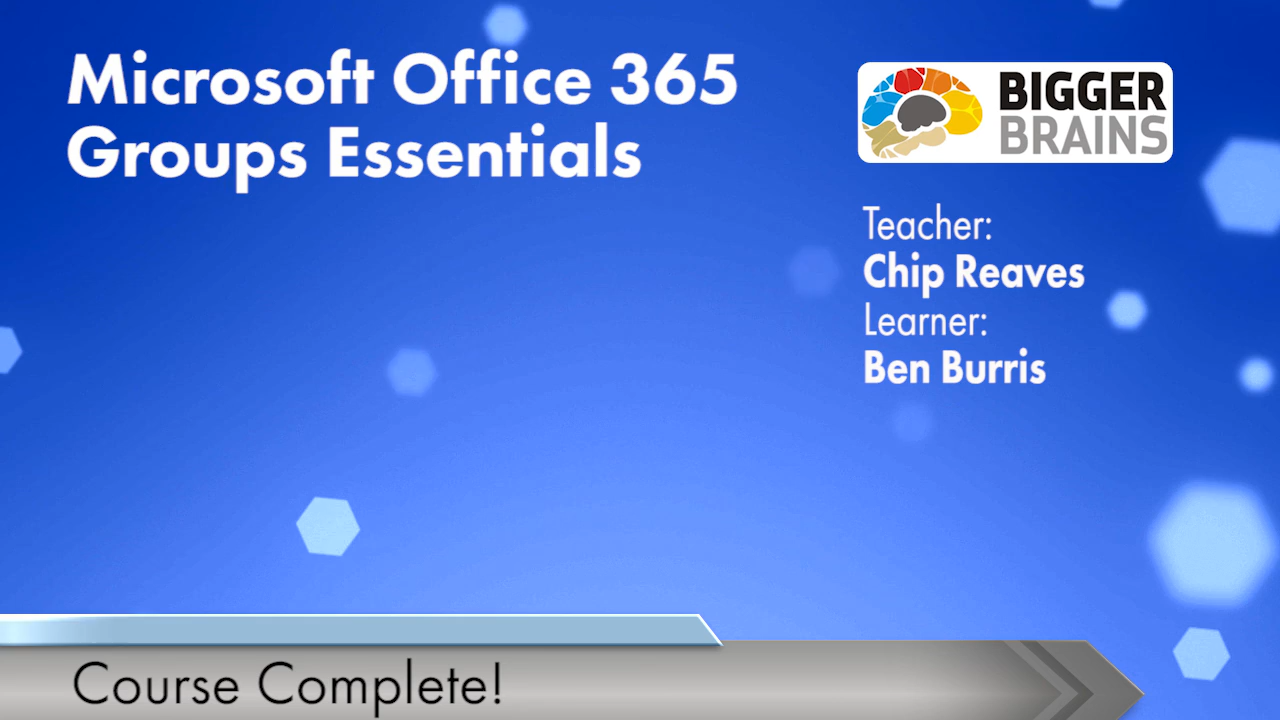 Microsoft Office 365
Groups Essentials
BIGGER
BRAINS
Teacher:
Chip Reaves
Learner:
Ben Burris
Course Complete!